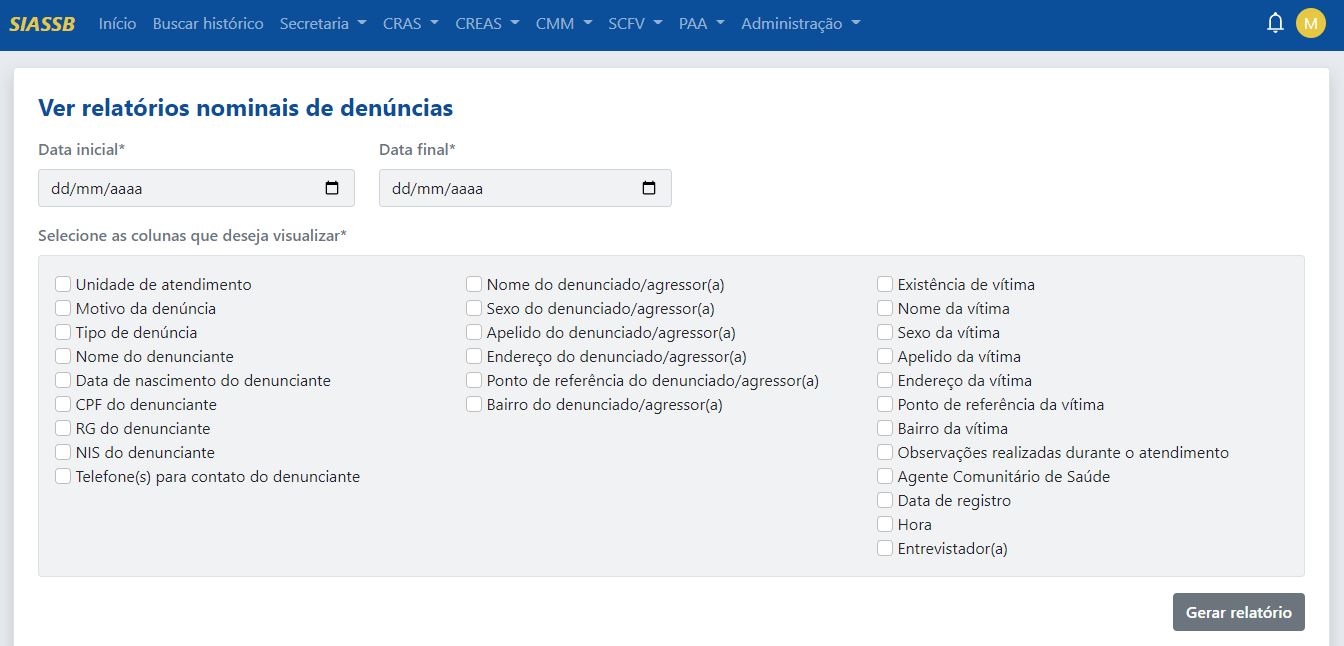 SIASSB Início Buscar histórico Secretaria CRAS CREAS CMM SCFV PAA Administração M
Ver relatórios nominais de denúncias
Data inicial* Data final*
dd/mm/aaaa dd/mm/aaaa
Selecione as colunas que deseja visualizar*
Unidade de atendimento
Motivo da denúncia
Tipo de denúncia
Nome do denunciante
Data de nascimento do denunciante
CPF do denunciante
RG do denunciante
NIS do denunciante
Telefone(s) para contato do denunciante
Nome do denunciado/agressor(a)
Sexo do denunciado/agressor(a)
Apelido do denunciado/agressor(a)
Endereço do denunciado/agressor(a)
Ponto de referência do denunciado/agressor(a)
Bairro do denunciado/agressor(a)
Existência de vítima
Nome da vítima
Sexo da vítima
Apelido da vítima
Endereço da vítima
Ponto de referência da vítima
Bairro da vítima
Observações realizadas durante o atendimento
Agente Comunitário de Saúde
Data de registro
Hora
Entrevistador(a)
Gerar relatório